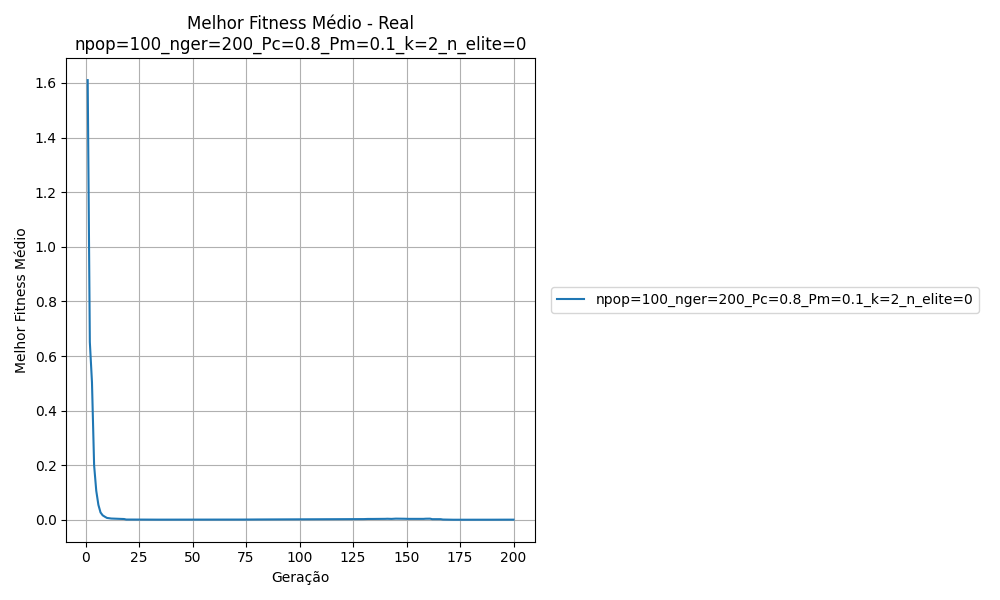 Melhor Fitness Médio - Real
npop=100_nger=200_Pc=0.8_Pm=0.1_k=2_n_elite=0
Melhor Fitness Médio
1.6
1.4
1.2
1.0
0.8
0.6
0.4
0.2
0.0
0 25 50 75 100 125 150 175 200
Geração
npop=100_nger=200_Pc=0.8_Pm=0.1_k=2_n_elite=0